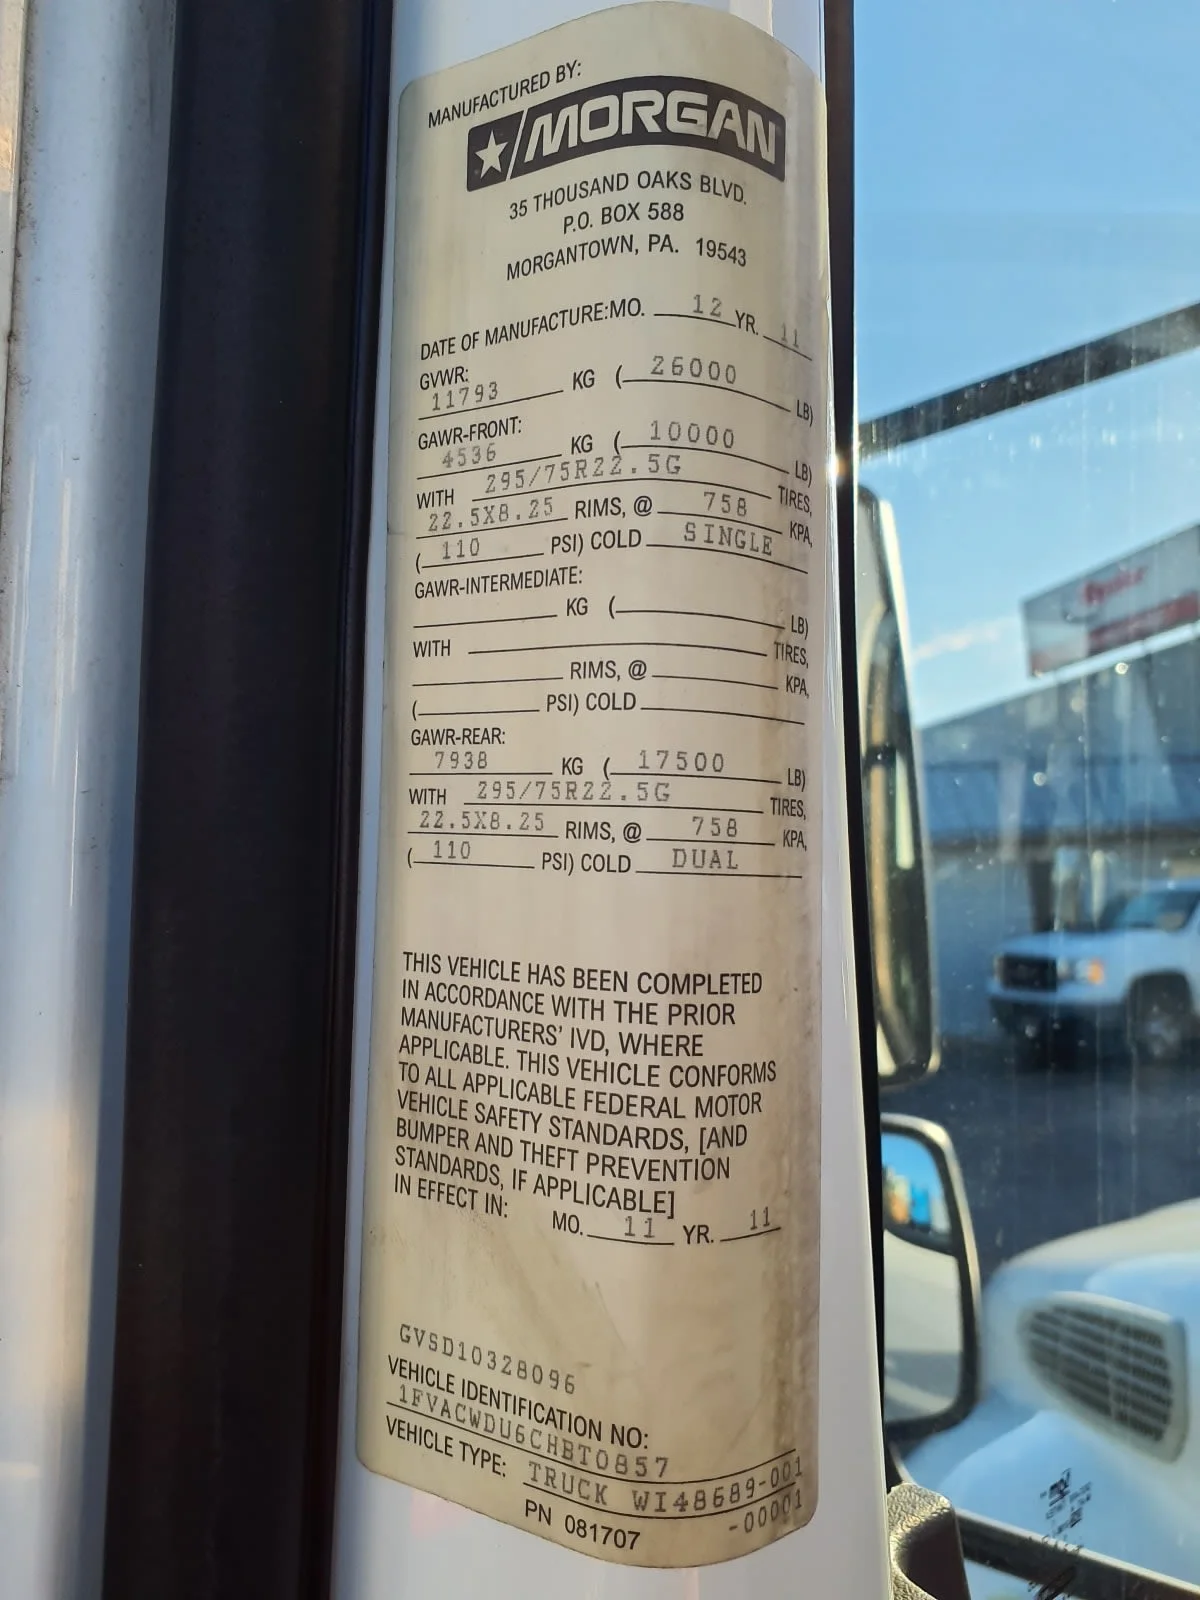 MANUFACTURED BY:
MORGAN
35 THOUSAND OAKS BLVD.
P.O. BOX 588
MORGANTOWN, PA. 19543
DATE OF MANUFACTURE:MO. 12 YR. 11
GVWR:
11793 KG ( 26000 LB)
GAWR-FRONT:
4536 KG ( 10000 LB)
WITH 295/75R22.5G TIRES,
22.5X8.25 RIMS, @ 758 KPA,
( 110 PSI) COLD SINGLE
GAWR-INTERMEDIATE:
KG ( LB)
WITH TIRES,
RIMS, @ KPA,
( PSI) COLD
GAWR-REAR:
7938 KG ( 17500 LB)
WITH 295/75R22.5G TIRES,
22.5X8.25 RIMS, @ 758 KPA,
( 110 PSI) COLD DUAL
THIS VEHICLE HAS BEEN COMPLETED
IN ACCORDANCE WITH THE PRIOR
MANUFACTURERS' IVD, WHERE
APPLICABLE. THIS VEHICLE CONFORMS
TO ALL APPLICABLE FEDERAL MOTOR
VEHICLE SAFETY STANDARDS, [AND
BUMPER AND THEFT PREVENTION
STANDARDS, IF APPLICABLE]
IN EFFECT IN: MO. 11 YR. 11
GVSD10328096
VEHICLE IDENTIFICATION NO:
1FVACWDU6CHBT0857
VEHICLE TYPE: TRUCK WI48689-001
-00001
PN 081707